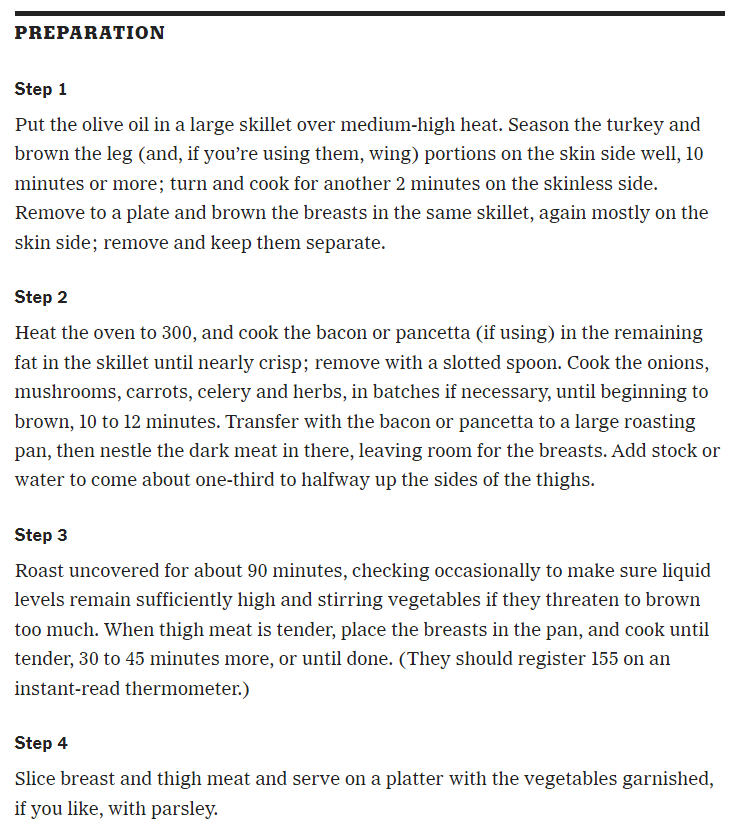 PREPARATION
Step 1
Put the olive oil in a large skillet over medium-high heat. Season the turkey and
brown the leg (and, if you’re using them, wing) portions on the skin side well, 10
minutes or more; turn and cook for another 2 minutes on the skinless side.
Remove to a plate and brown the breasts in the same skillet, again mostly on the
skin side; remove and keep them separate.
Step 2
Heat the oven to 300, and cook the bacon or pancetta (if using) in the remaining
fat in the skillet until nearly crisp; remove with a slotted spoon. Cook the onions,
mushrooms, carrots, celery and herbs, in batches if necessary, until beginning to
brown, 10 to 12 minutes. Transfer with the bacon or pancetta to a large roasting
pan, then nestle the dark meat in there, leaving room for the breasts. Add stock or
water to come about one-third to halfway up the sides of the thighs.
Step 3
Roast uncovered for about 90 minutes, checking occasionally to make sure liquid
levels remain sufficiently high and stirring vegetables if they threaten to brown
too much. When thigh meat is tender, place the breasts in the pan, and cook until
tender, 30 to 45 minutes more, or until done. (They should register 155 on an
instant-read thermometer.)
Step 4
Slice breast and thigh meat and serve on a platter with the vegetables garnished,
if you like, with parsley.